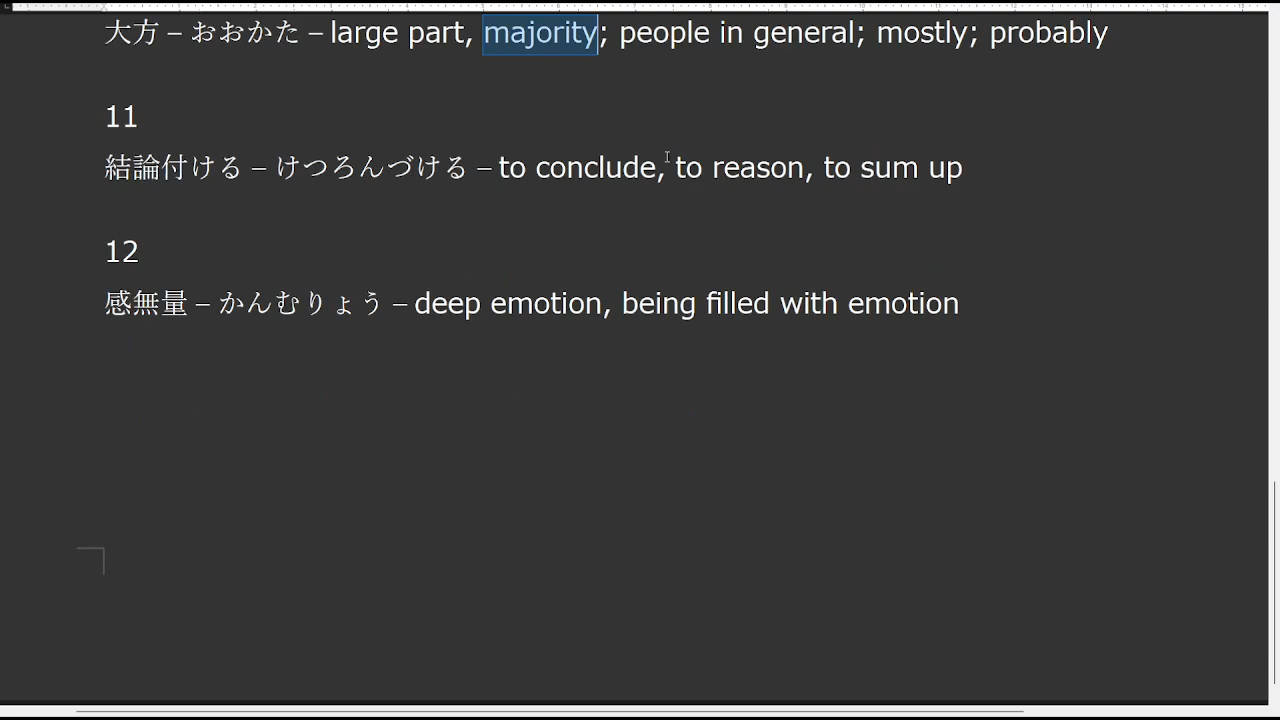 大方 – おおかた – large part, majority; people in general; mostly; probably
11
結論付ける – けつろんづける – to conclude, to reason, to sum up
12
感無量 – かんむりょう – deep emotion, being filled with emotion